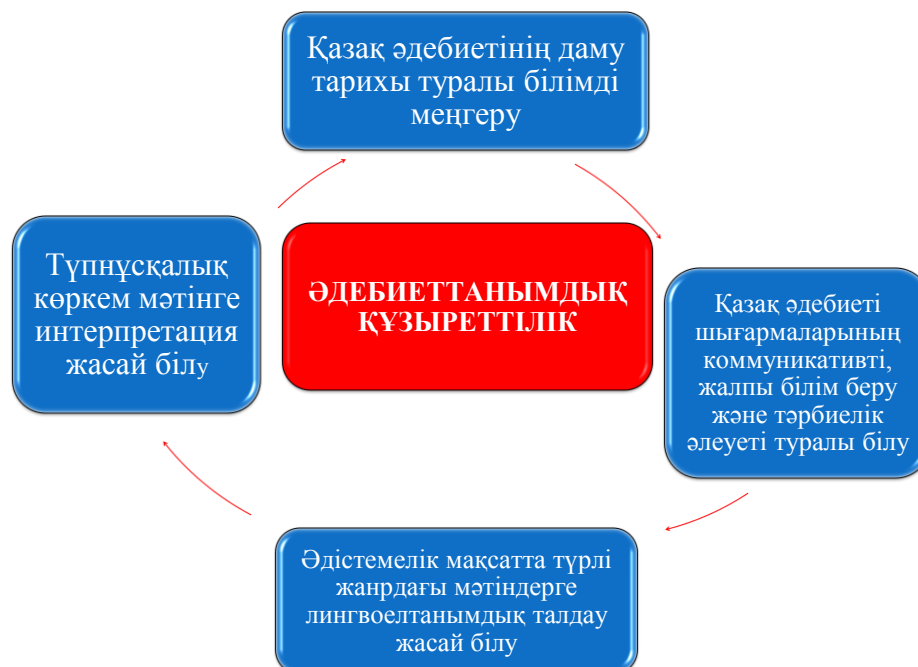 Қазақ әдебиетінің даму
тарихы туралы білімді
меңгеру
Түпнұсқалық
көркем мәтінге
интерпретация
жасай білу
ӘДЕБИЕТТАНЫМДЫҚ
ҚҰЗЫРЕТТІЛІК
Қазақ әдебиеті
шығармаларының
коммуникативті,
жалпы білім беру
және тәрбиелік
әлеуеті туралы білу
Әдістемелік мақсатта түрлі
жанрдағы мәтіндерге
лингвоелтанымдық талдау
жасай білу